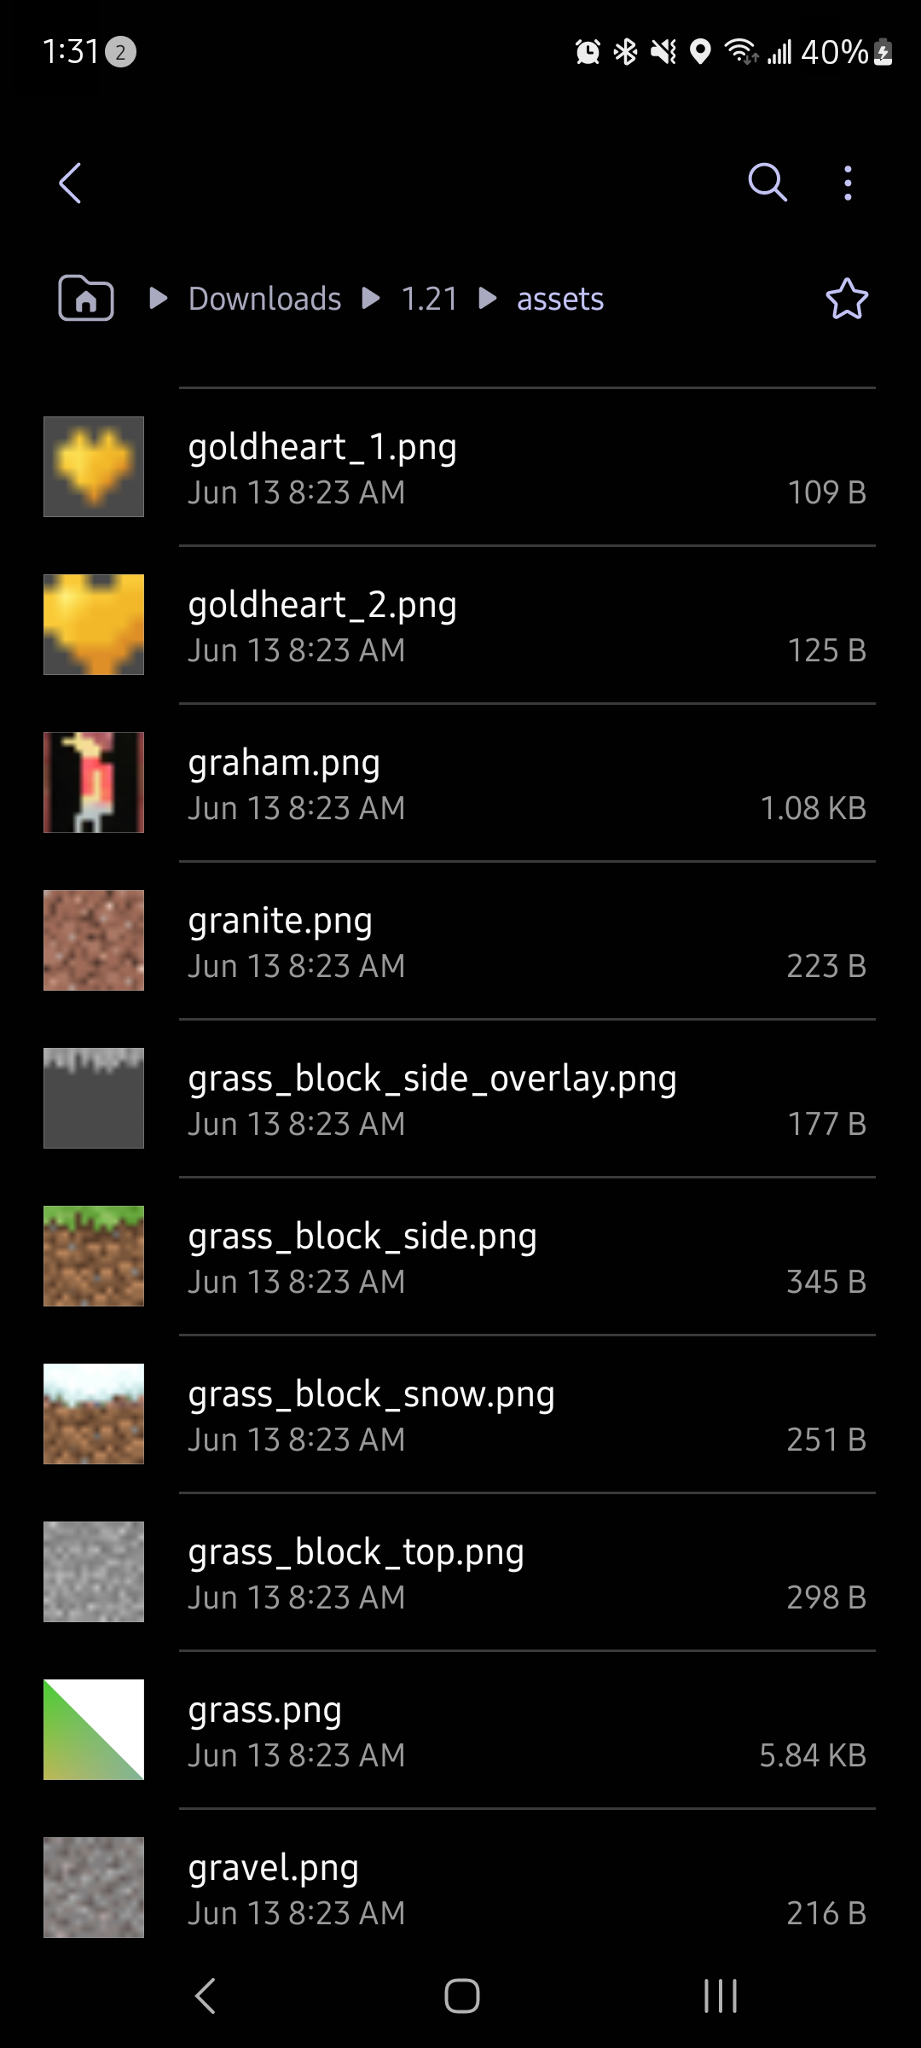 1:31 2 40%
Downloads 1.21 assets
goldheart_1.png
Jun 13 8:23 AM 109 B
goldheart_2.png
Jun 13 8:23 AM 125 B
graham.png
Jun 13 8:23 AM 1.08 KB
granite.png
Jun 13 8:23 AM 223 B
grass_block_side_overlay.png
Jun 13 8:23 AM 177 B
grass_block_side.png
Jun 13 8:23 AM 345 B
grass_block_snow.png
Jun 13 8:23 AM 251 B
grass_block_top.png
Jun 13 8:23 AM 298 B
grass.png
Jun 13 8:23 AM 5.84 KB
gravel.png
Jun 13 8:23 AM 216 B